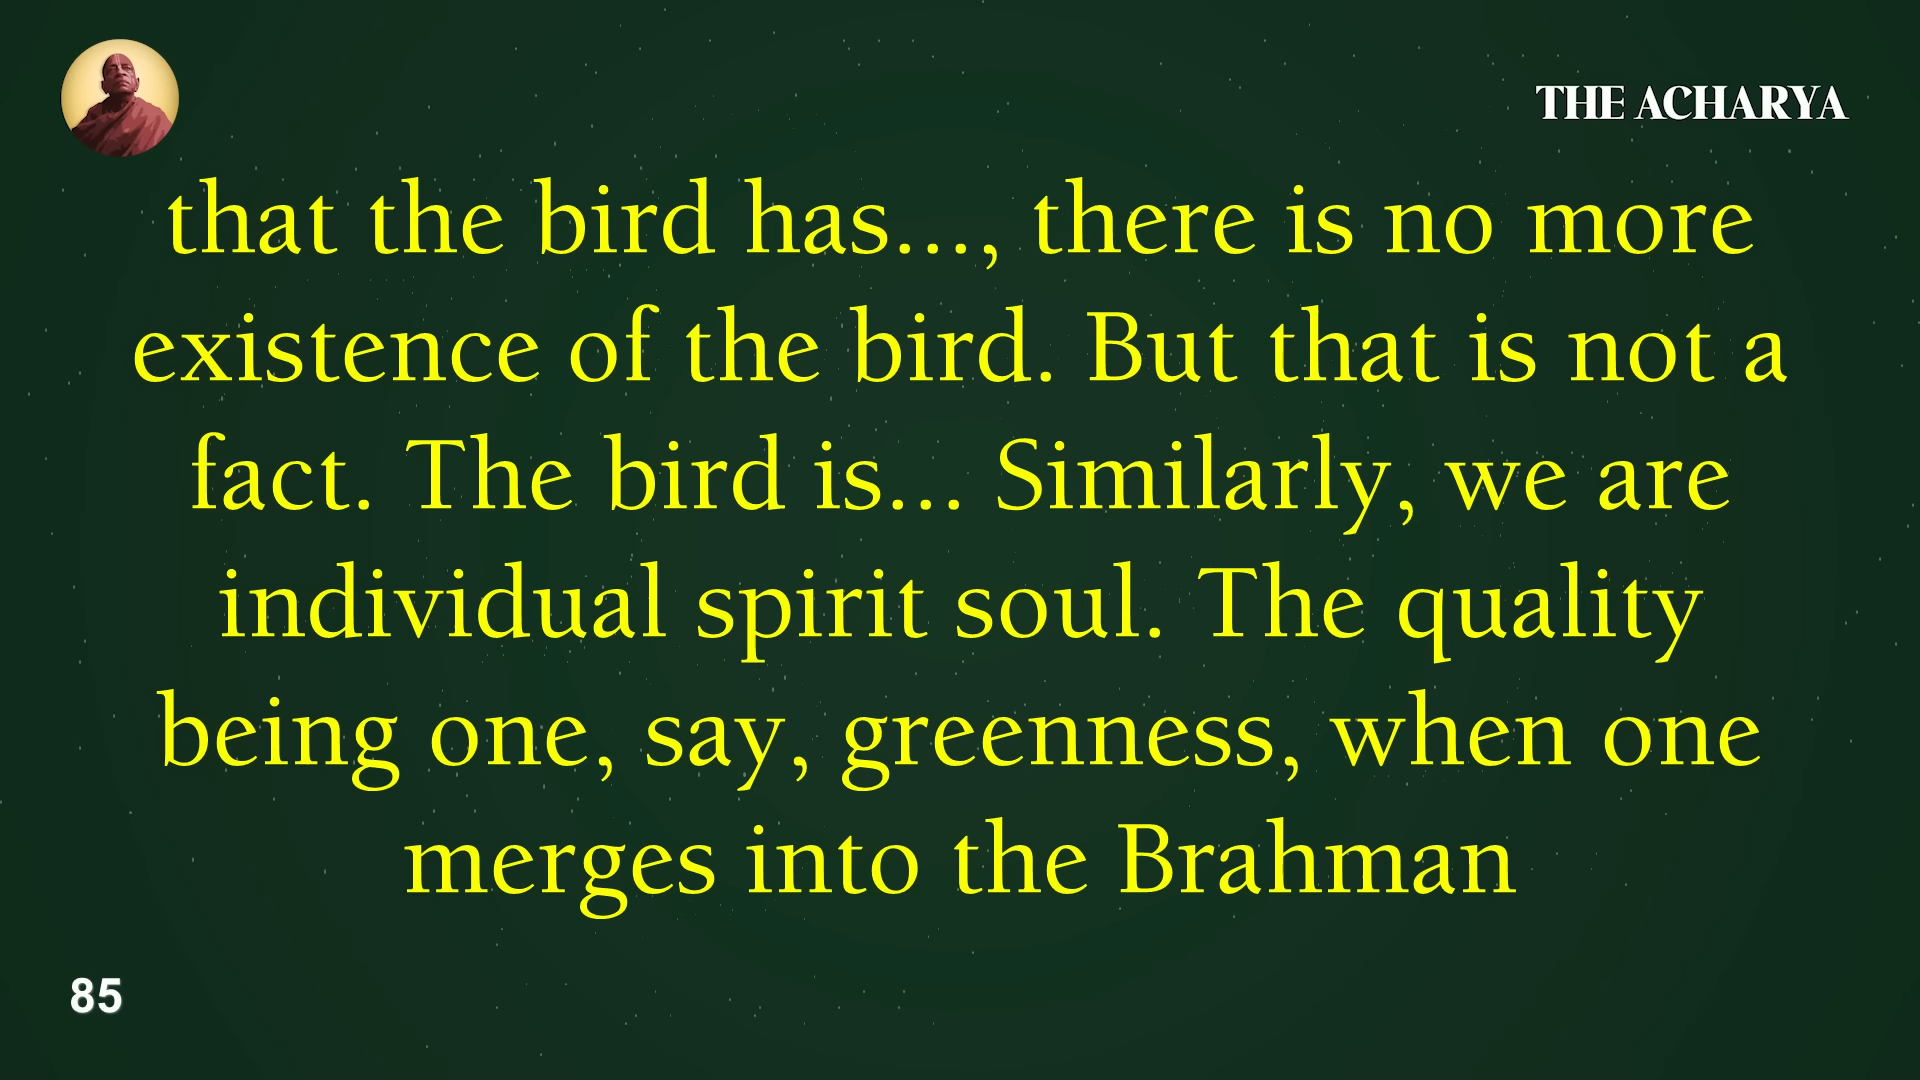 THE ACHARYA
that the bird has..., there is no more
existence of the bird. But that is not a
fact. The bird is... Similarly, we are
individual spirit soul. The quality
being one, say, greenness, when one
merges into the Brahman
85